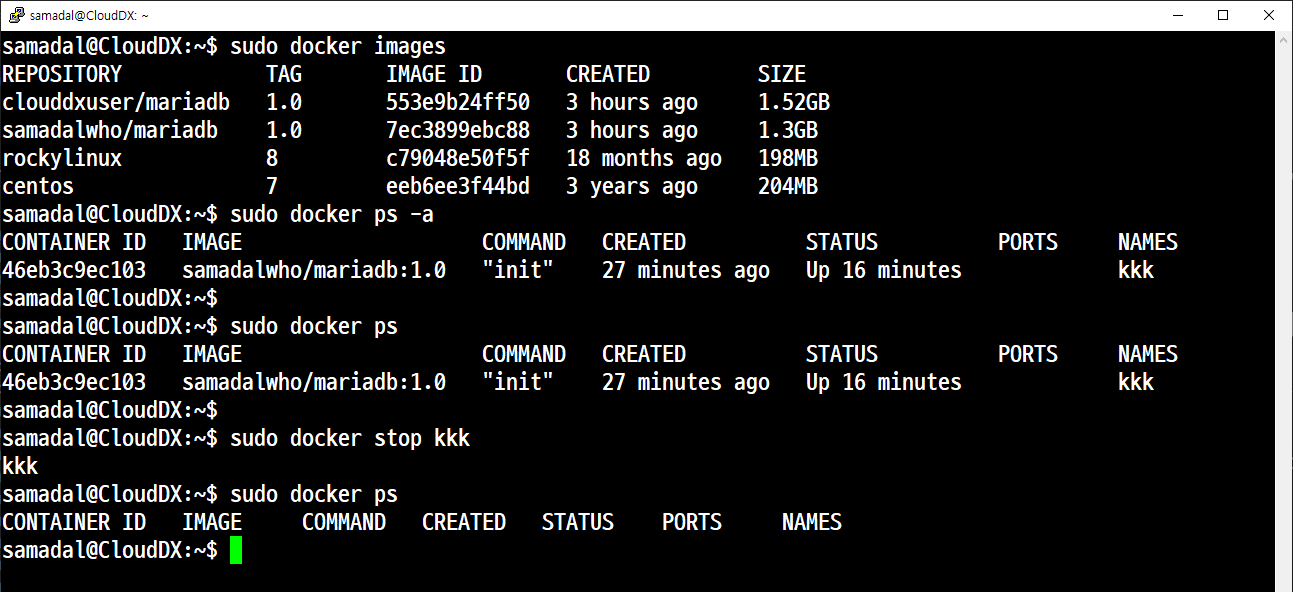 samadal@CloudDX: ~
samadal@CloudDX:~$ sudo docker images
REPOSITORY            TAG       IMAGE ID       CREATED         SIZE
clouddxuser/mariadb   1.0       553e9b24ff50   3 hours ago     1.52GB
samadalwho/mariadb    1.0       7ec3899ebc88   3 hours ago     1.3GB
rockylinux            8         c79048e50f5f   18 months ago   198MB
centos                7         eeb6ee3f44bd   3 years ago     204MB
samadal@CloudDX:~$ sudo docker ps -a
CONTAINER ID   IMAGE                    COMMAND   CREATED          STATUS          PORTS     NAMES
46eb3c9ec103   samadalwho/mariadb:1.0   "init"    27 minutes ago   Up 16 minutes             kkk
samadal@CloudDX:~$
samadal@CloudDX:~$ sudo docker ps
CONTAINER ID   IMAGE                    COMMAND   CREATED          STATUS          PORTS     NAMES
46eb3c9ec103   samadalwho/mariadb:1.0   "init"    27 minutes ago   Up 16 minutes             kkk
samadal@CloudDX:~$
samadal@CloudDX:~$ sudo docker stop kkk
kkk
samadal@CloudDX:~$ sudo docker ps
CONTAINER ID   IMAGE     COMMAND   CREATED   STATUS    PORTS     NAMES
samadal@CloudDX:~$